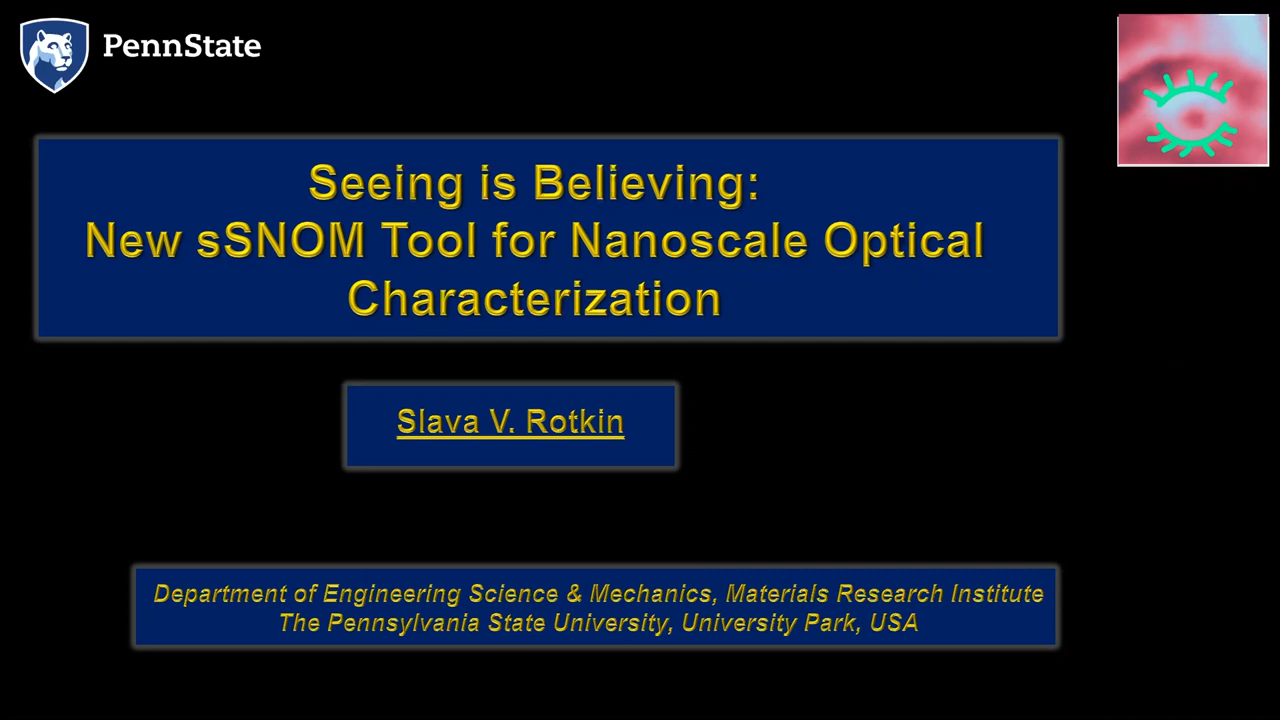 PennState
Seeing is Believing:
New sSNOM Tool for Nanoscale Optical
Characterization
Slava V. Rotkin
Department of Engineering Science & Mechanics, Materials Research Institute
The Pennsylvania State University, University Park, USA